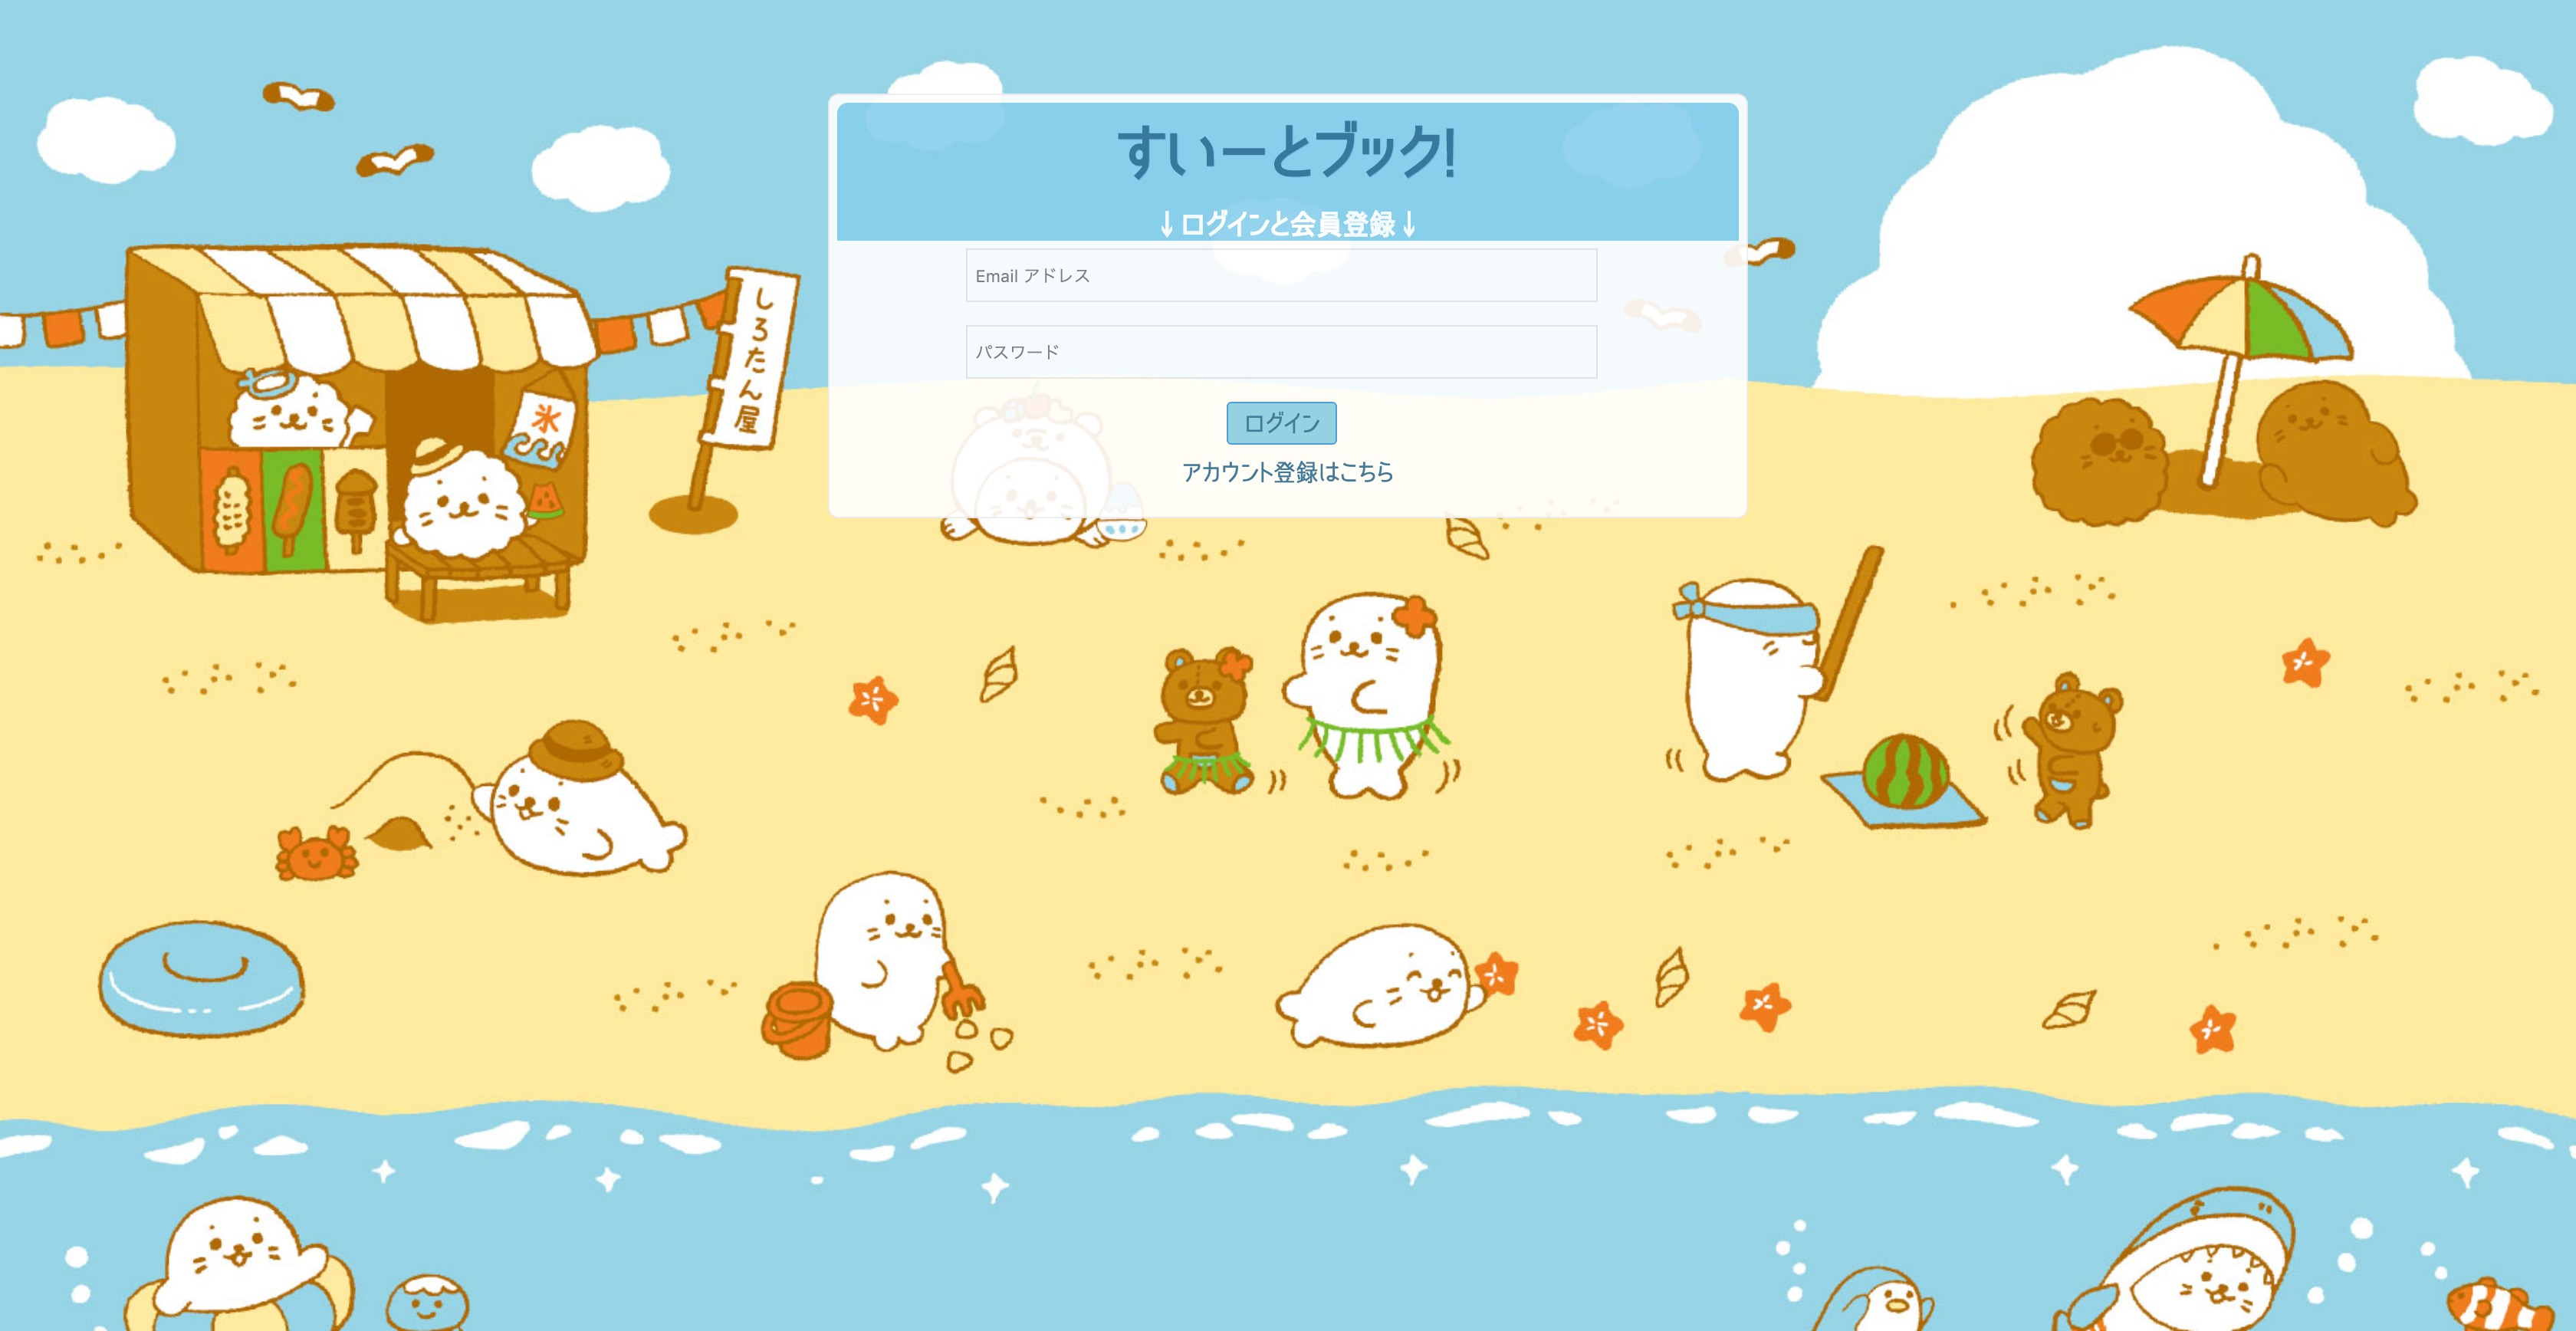 すいーとブック!
↓ログインと会員登録↓
Email アドレス
パスワード
ログイン
アカウント登録はこちら
しろたん屋
氷